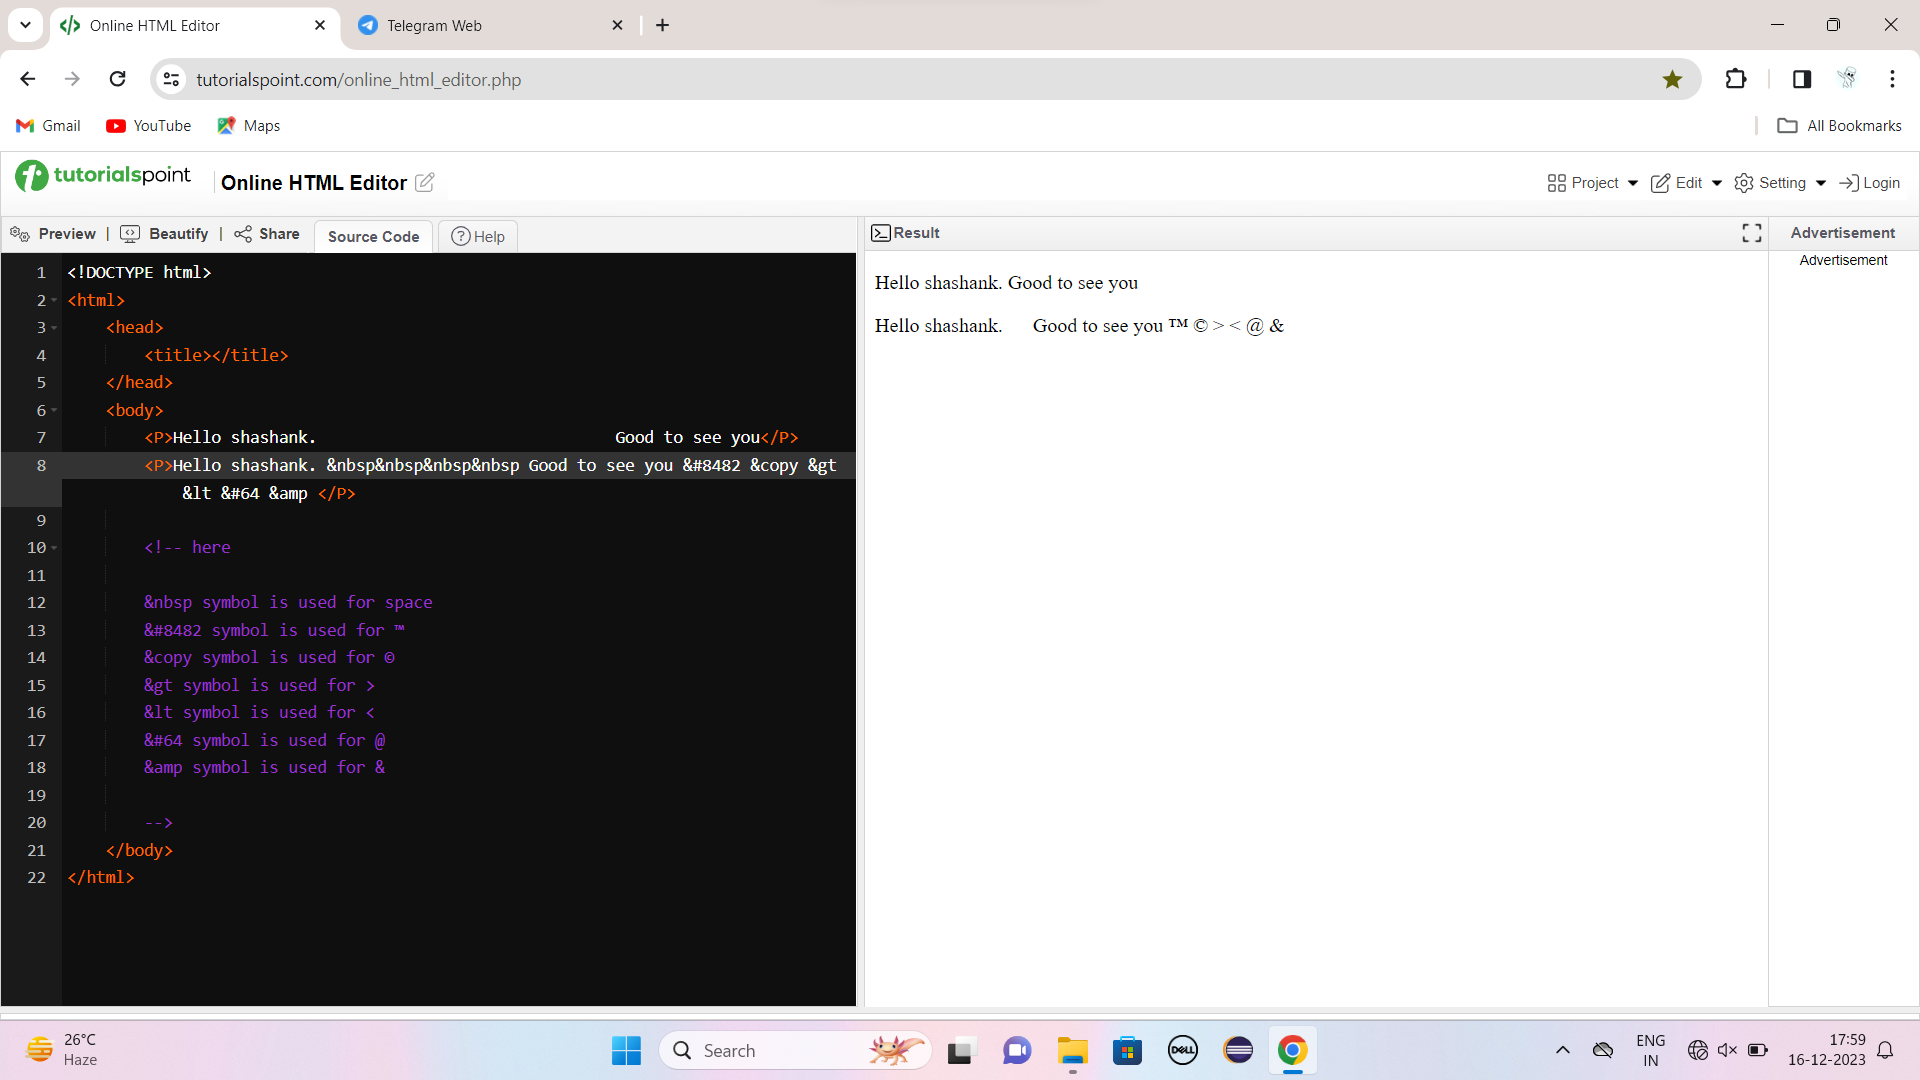 Online HTML Editor
Telegram Web
tutorialspoint.com/online_html_editor.php
Gmail
YouTube
Maps
All Bookmarks
tutorialspoint
Online HTML Editor
Project
Edit
Setting
Login
Preview | Beautify | Share
Source Code
Help
Result
Advertisement
Advertisement
1 <!DOCTYPE html>
2 <html>
3 <head>
4 <title></title>
5 </head>
6 <body>
7 <P>Hello shashank.                               Good to see you</P>
8 <P>Hello shashank. &nbsp&nbsp&nbsp&nbsp Good to see you &#8482 &copy &gt
&lt &#64 &amp </P>
9
10 <!-- here
11
12 &nbsp symbol is used for space
13 &#8482 symbol is used for ™
14 &copy symbol is used for ©
15 &gt symbol is used for >
16 &lt symbol is used for <
17 &#64 symbol is used for @
18 &amp symbol is used for &
19
20 -->
21 </body>
22 </html>
Hello shashank. Good to see you
Hello shashank.     Good to see you ™ © > < @ &
26°C
Haze
Search
DELL
ENG
IN
17:59
16-12-2023